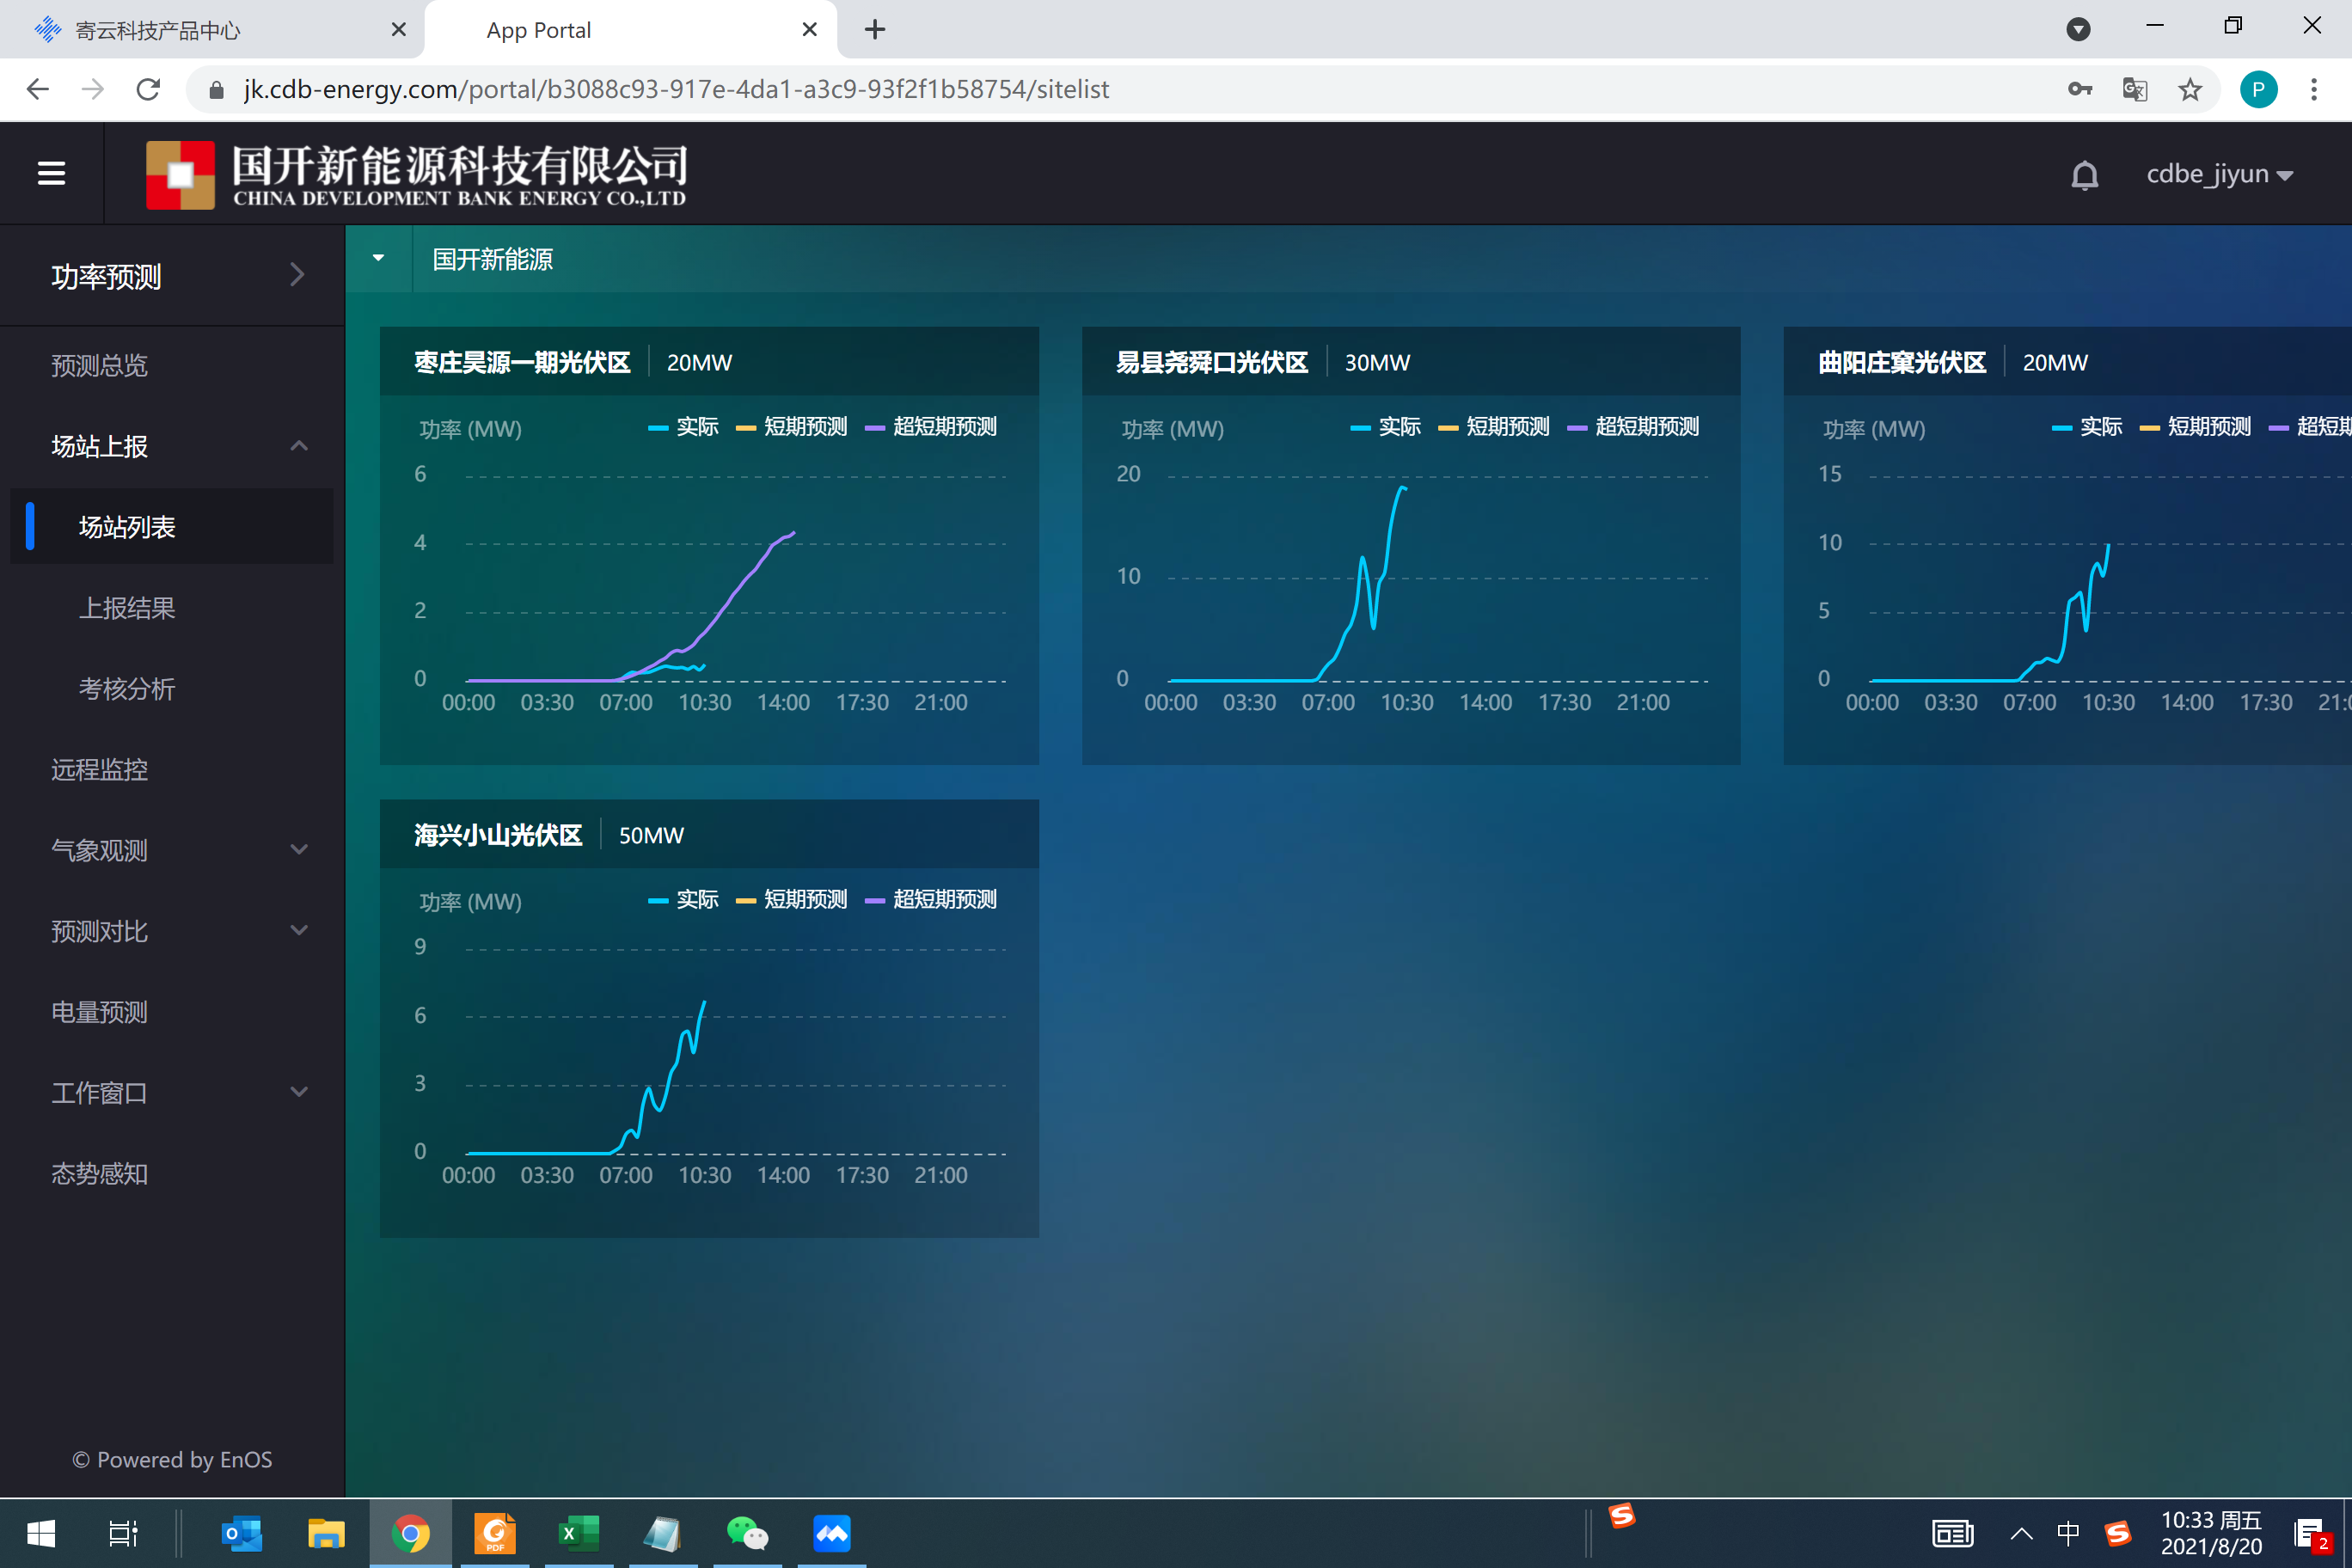 寄云科技产品中心
App Portal
jk.cdb-energy.com/portal/b3088c93-917e-4da1-a3c9-93f2f1b58754/sitelist
P
国开新能源科技有限公司
CHINA DEVELOPMENT BANK ENERGY CO.,LTD
cdbe_jiyun
功率预测
预测总览
场站上报
场站列表
上报结果
考核分析
远程监控
气象观测
预测对比
电量预测
工作窗口
态势感知
© Powered by EnOS
国开新能源
枣庄昊源一期光伏区 20MW
功率 (MW) 实际 短期预测 超短期预测
6
4
2
0
00:00 03:30 07:00 10:30 14:00 17:30 21:00
易县尧舜口光伏区 30MW
功率 (MW) 实际 短期预测 超短期预测
20
10
0
00:00 03:30 07:00 10:30 14:00 17:30 21:00
曲阳庄窠光伏区 20MW
功率 (MW) 实际 短期预测 超短期
15
10
5
0
00:00 03:30 07:00 10:30 14:00 17:30 21:0
海兴小山光伏区 50MW
功率 (MW) 实际 短期预测 超短期预测
9
6
3
0
00:00 03:30 07:00 10:30 14:00 17:30 21:00
PDF
中
10:33 周五
2021/8/20
2